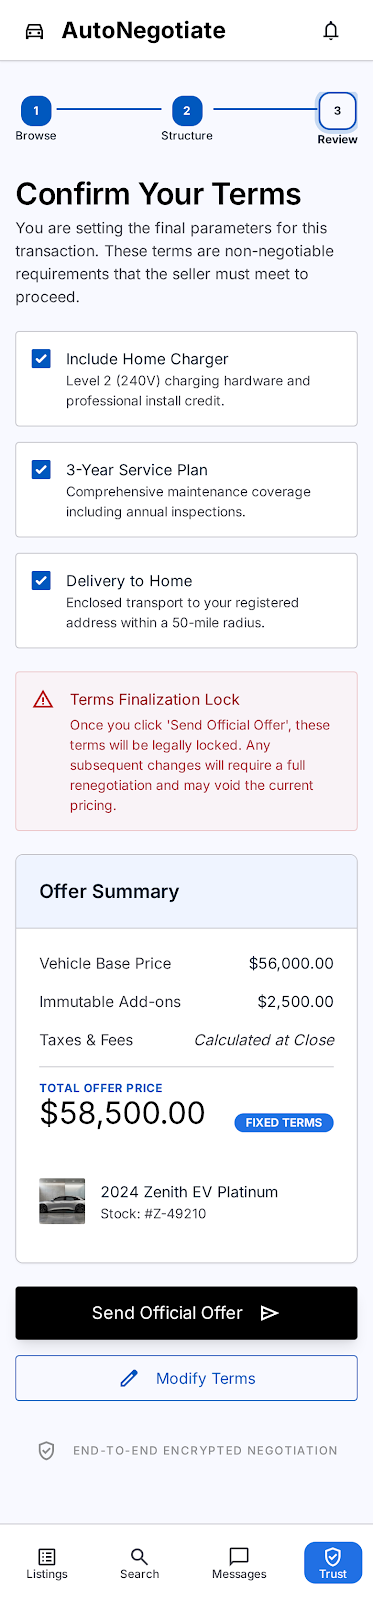 AutoNegotiate
1
2
3
Browse
Structure
Review
Confirm Your Terms
You are setting the final parameters for this
transaction. These terms are non-negotiable
requirements that the seller must meet to
proceed.
Include Home Charger
Level 2 (240V) charging hardware and
professional install credit.
3-Year Service Plan
Comprehensive maintenance coverage
including annual inspections.
Delivery to Home
Enclosed transport to your registered
address within a 50-mile radius.
Terms Finalization Lock
Once you click 'Send Official Offer', these
terms will be legally locked. Any
subsequent changes will require a full
renegotiation and may void the current
pricing.
Offer Summary
Vehicle Base Price $56,000.00
Immutable Add-ons $2,500.00
Taxes & Fees Calculated at Close
TOTAL OFFER PRICE
$58,500.00 FIXED TERMS
2024 Zenith EV Platinum
Stock: #Z-49210
Send Official Offer
Modify Terms
END-TO-END ENCRYPTED NEGOTIATION
Listings Search Messages Trust